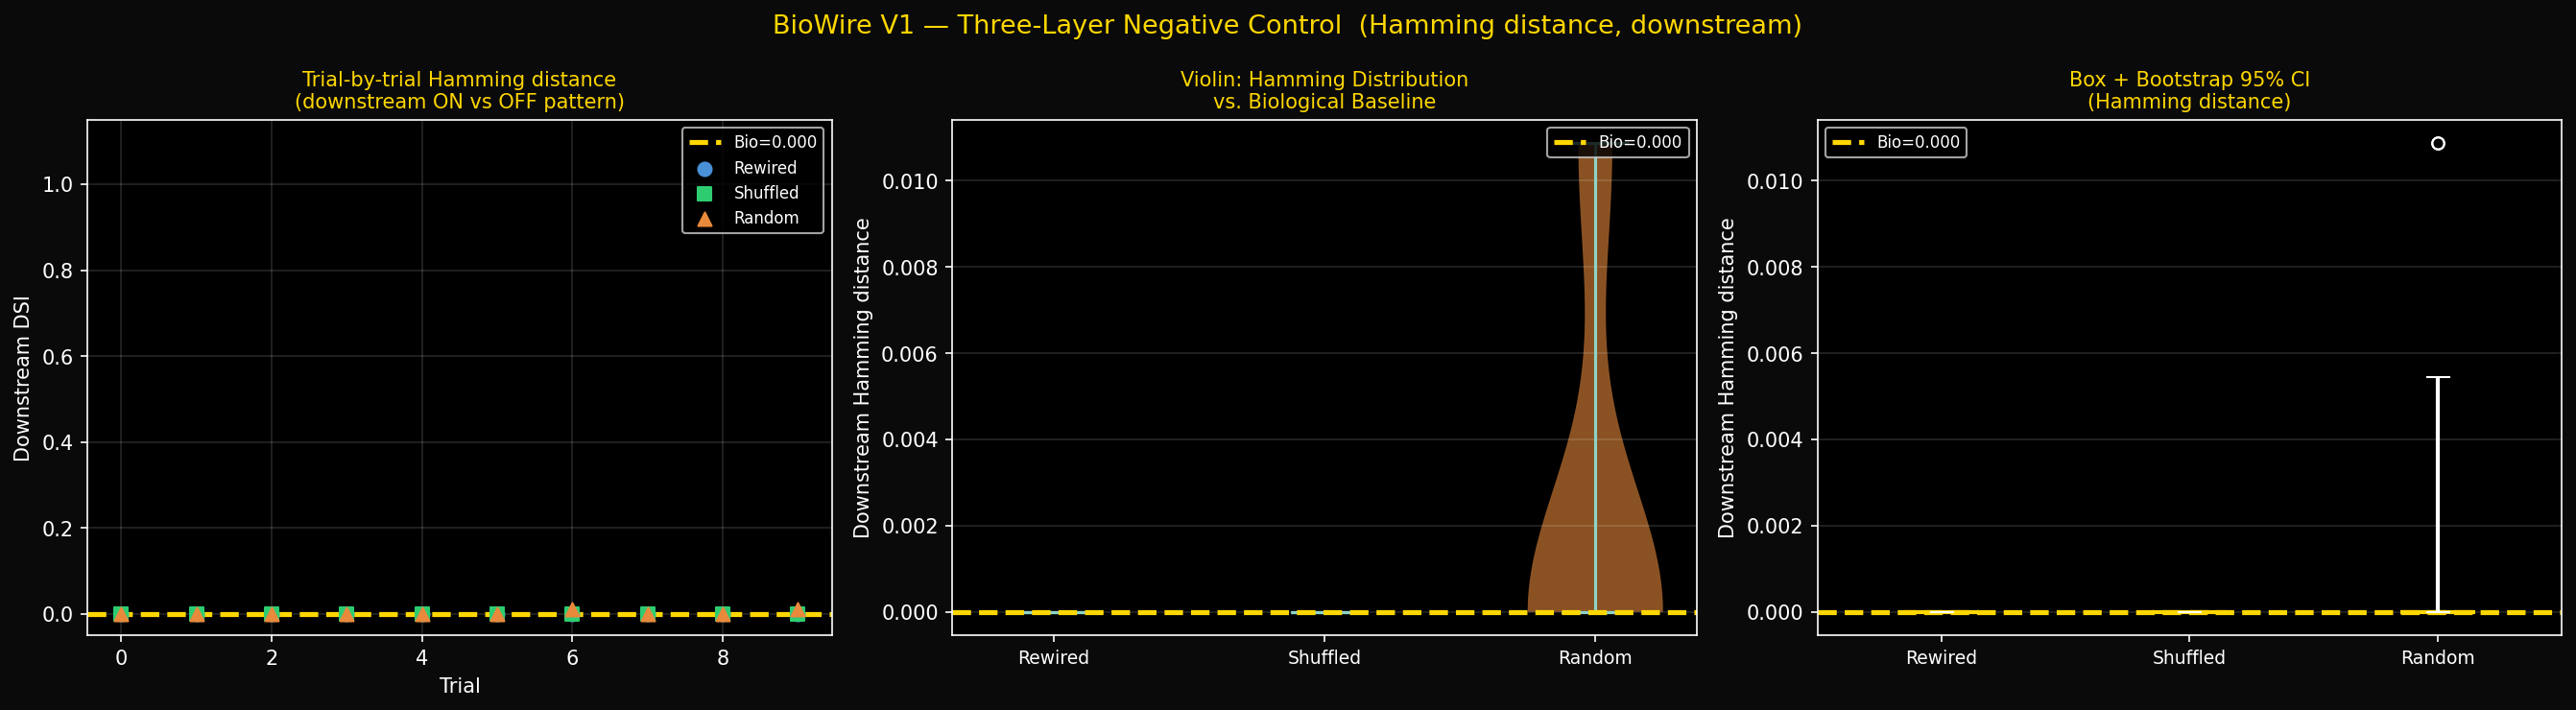 BioWire V1 — Three-Layer Negative Control  (Hamming distance, downstream)
Trial-by-trial Hamming distance
(downstream ON vs OFF pattern)
Downstream DSI
1.0
0.8
0.6
0.4
0.2
0.0
0 2 4 6 8
Trial
Bio=0.000
Rewired
Shuffled
Random
Violin: Hamming Distribution
vs. Biological Baseline
Downstream Hamming distance
0.010
0.008
0.006
0.004
0.002
0.000
Rewired Shuffled Random
Bio=0.000
Box + Bootstrap 95% CI
(Hamming distance)
Downstream Hamming distance
0.010
0.008
0.006
0.004
0.002
0.000
Rewired Shuffled Random
Bio=0.000